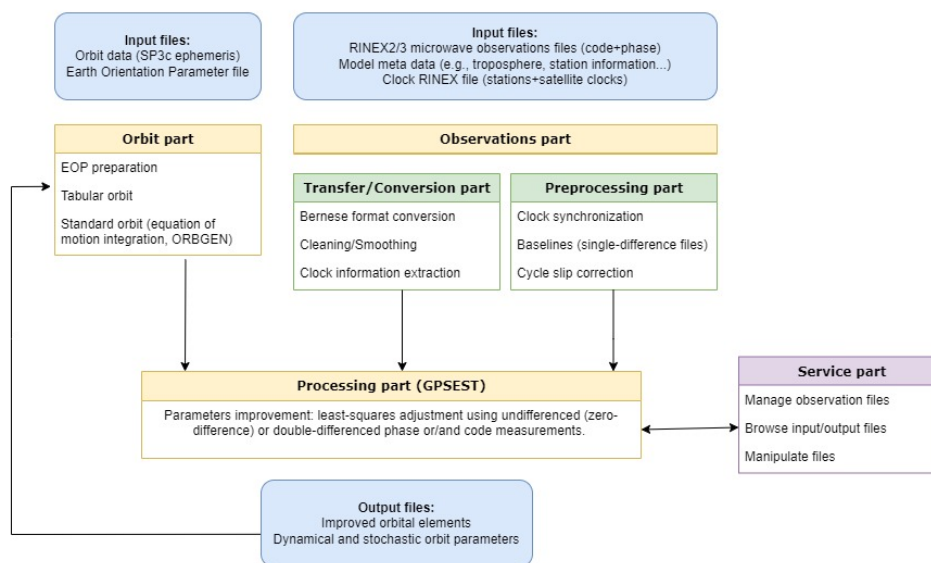 Input files:
Orbit data (SP3c ephemeris)
Earth Orientation Parameter file
Input files:
RINEX2/3 microwave observations files (code+phase)
Model meta data (e.g., troposphere, station information...)
Clock RINEX file (stations+satellite clocks)
Orbit part
EOP preparation
Tabular orbit
Standard orbit (equation of
motion integration, ORBGEN)
Observations part
Transfer/Conversion part
Bernese format conversion
Cleaning/Smoothing
Clock information extraction
Preprocessing part
Clock synchronization
Baselines (single-difference files)
Cycle slip correction
Processing part (GPSEST)
Parameters improvement: least-squares adjustment using undifferenced (zero-
difference) or double-differenced phase or/and code measurements.
Service part
Manage observation files
Browse input/output files
Manipulate files
Output files:
Improved orbital elements
Dynamical and stochastic orbit parameters